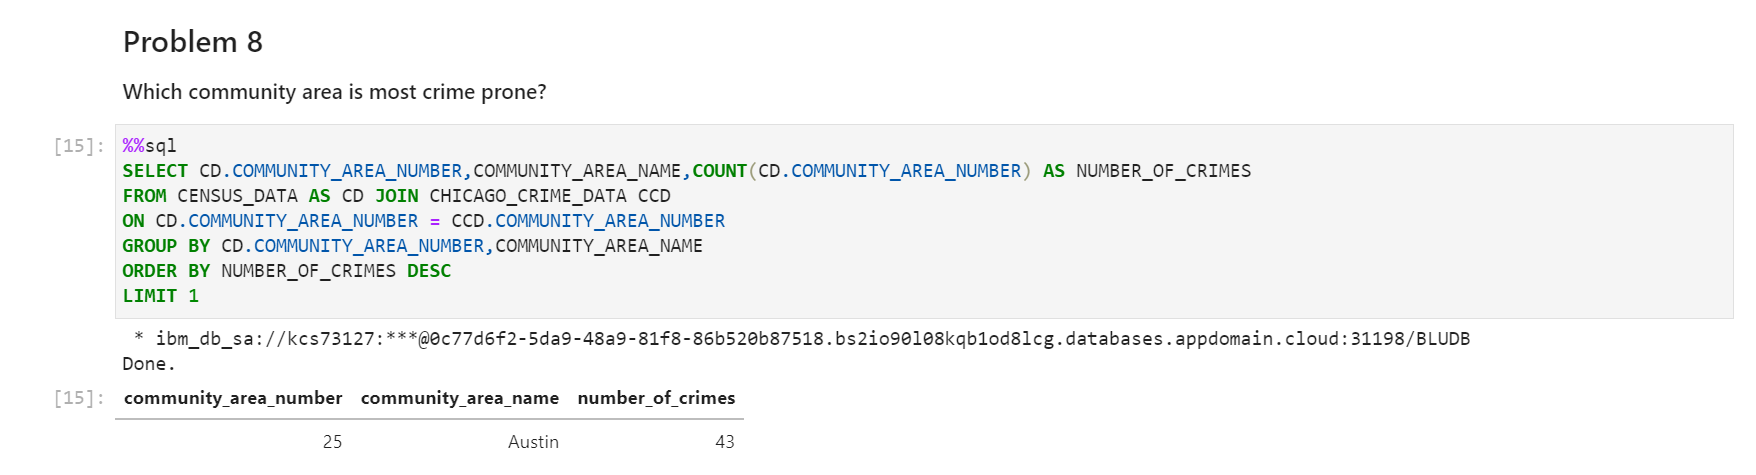 Problem 8
Which community area is most crime prone?
[15]: %%sql
SELECT CD.COMMUNITY_AREA_NUMBER,COMMUNITY_AREA_NAME,COUNT(CD.COMMUNITY_AREA_NUMBER) AS NUMBER_OF_CRIMES
FROM CENSUS_DATA AS CD JOIN CHICAGO_CRIME_DATA CCD
ON CD.COMMUNITY_AREA_NUMBER = CCD.COMMUNITY_AREA_NUMBER
GROUP BY CD.COMMUNITY_AREA_NUMBER,COMMUNITY_AREA_NAME
ORDER BY NUMBER_OF_CRIMES DESC
LIMIT 1
* ibm_db_sa://kcs73127:***@0c77d6f2-5da9-48a9-81f8-86b520b87518.bs2io90l08kqb1od8lcg.databases.appdomain.cloud:31198/BLUDB
Done.
[15]: community_area_number community_area_name number_of_crimes
25 Austin 43